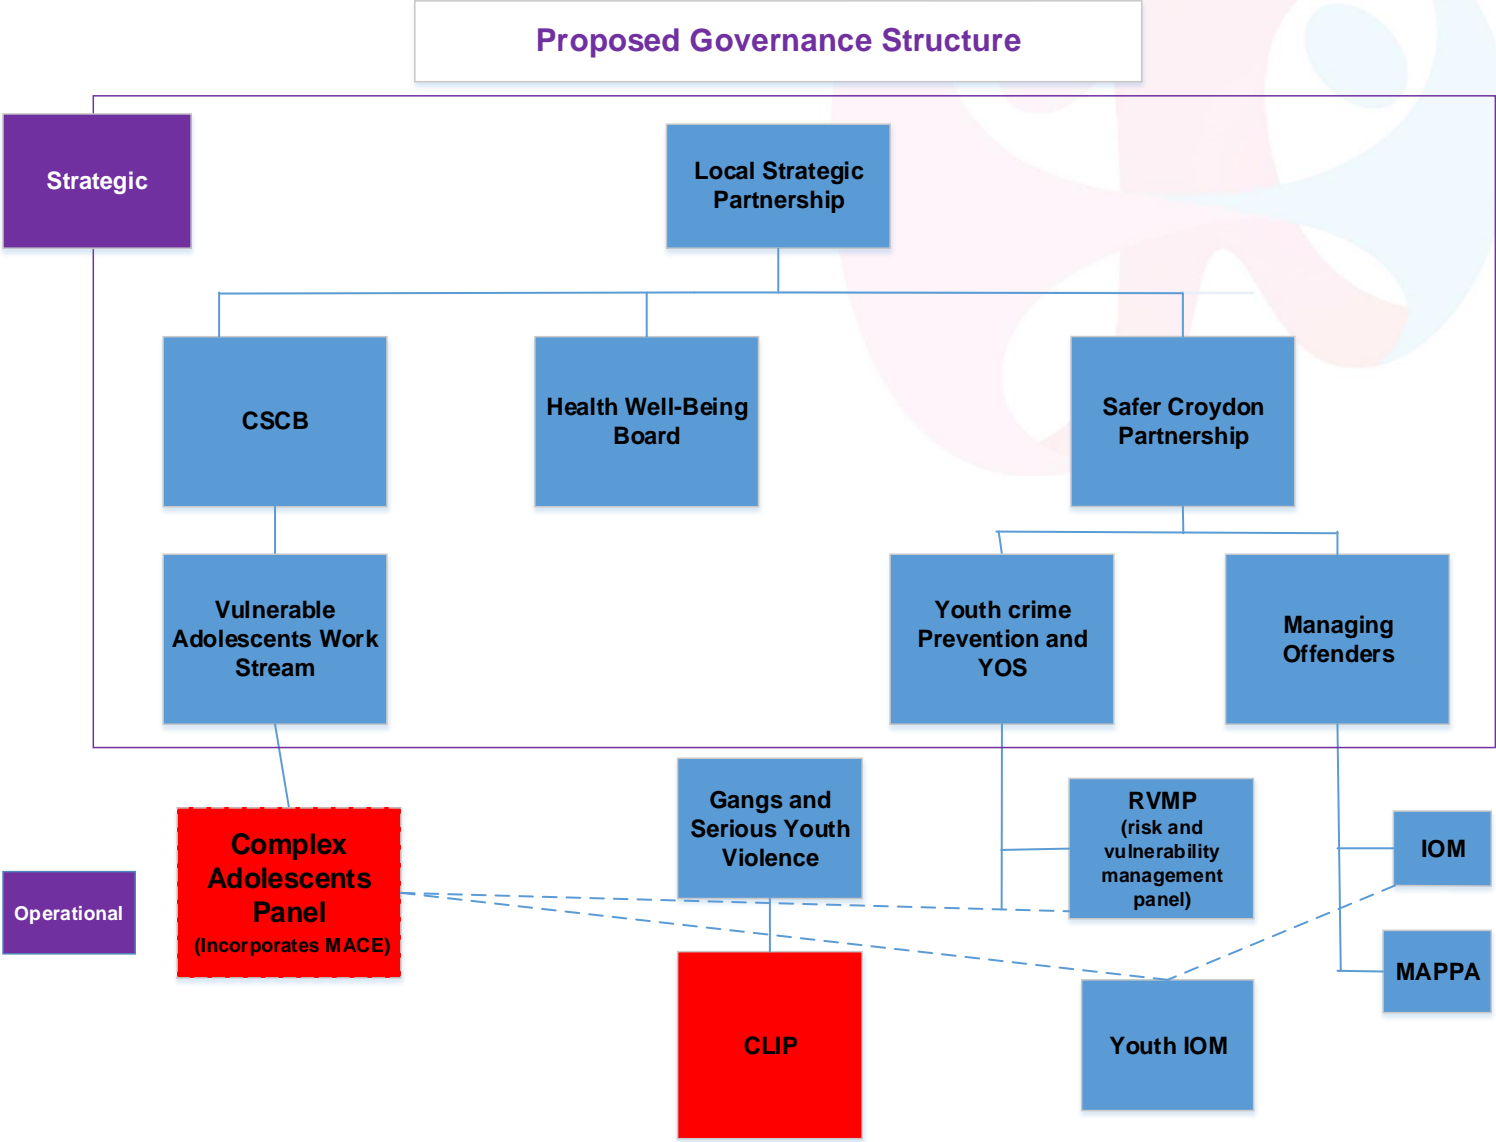 Proposed Governance Structure
Strategic
Local Strategic
Partnership
CSCB
Health Well-Being
Board
Safer Croydon
Partnership
Vulnerable
Adolescents Work
Stream
Youth crime
Prevention and
YOS
Managing
Offenders
Operational
Complex
Adolescents
Panel
(Incorporates MACE)
Gangs and
Serious Youth
Violence
RVMP
(risk and
vulnerability
management
panel)
IOM
MAPPA
CLIP
Youth IOM